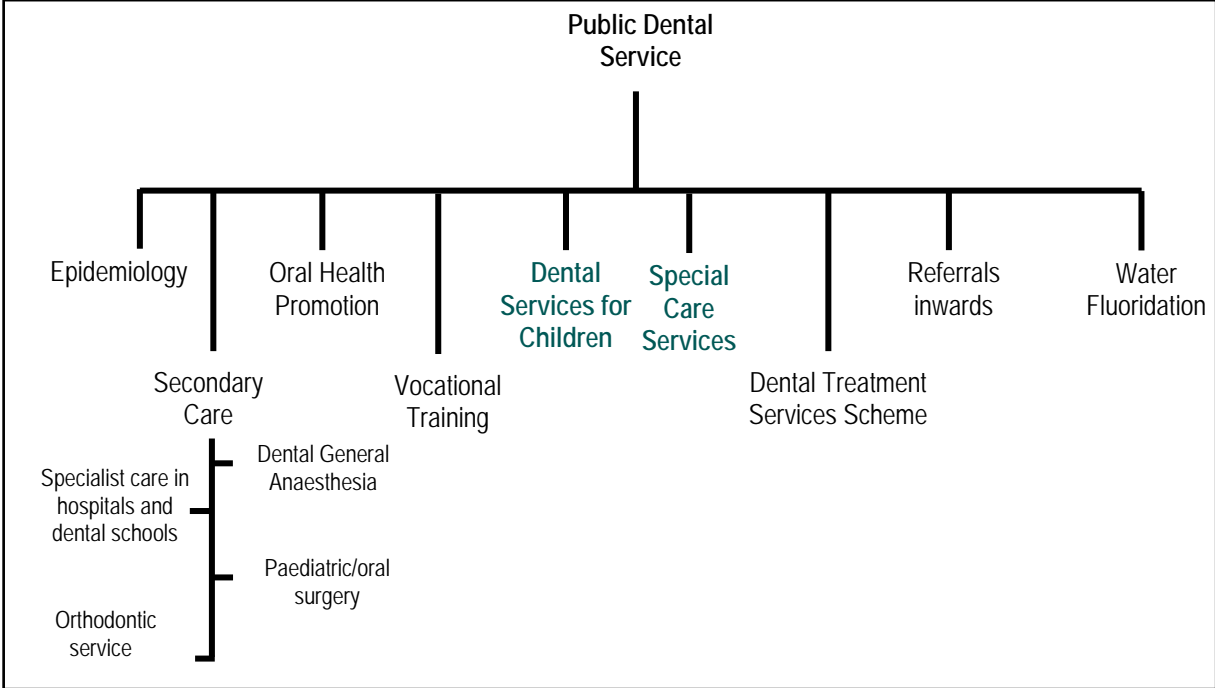 Public Dental
Service
Epidemiology
Oral Health
Promotion
Dental
Services for
Children
Special
Care
Services
Referrals
inwards
Water
Fluoridation
Secondary
Care
Vocational
Training
Dental Treatment
Services Scheme
Dental General
Anaesthesia
Specialist care in
hospitals and
dental schools
Paediatric/oral
surgery
Orthodontic
service